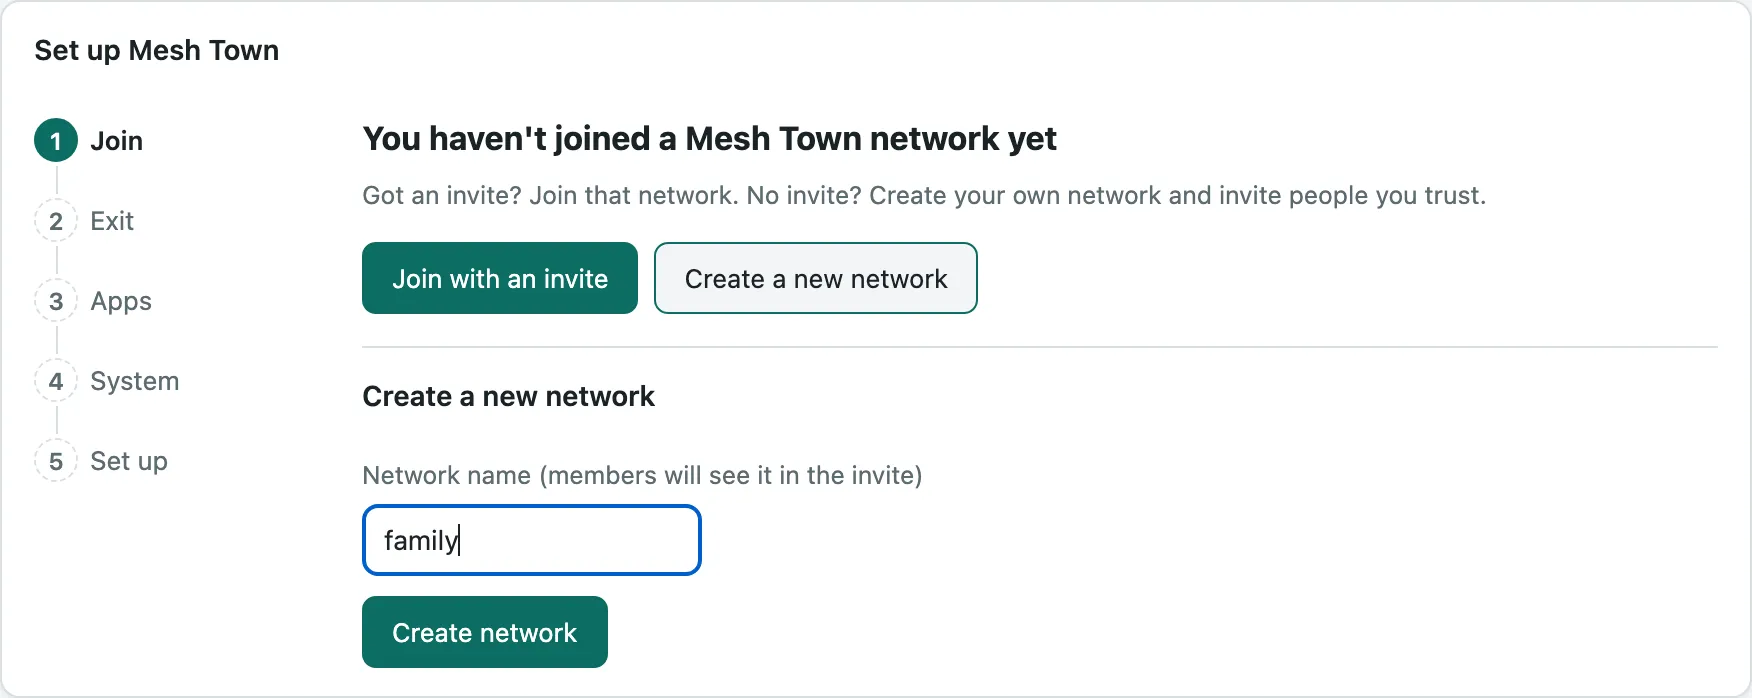 Set up Mesh Town
1 Join
2 Exit
3 Apps
4 System
5 Set up
You haven't joined a Mesh Town network yet
Got an invite? Join that network. No invite? Create your own network and invite people you trust.
Join with an invite
Create a new network
Create a new network
Network name (members will see it in the invite)
family
Create network